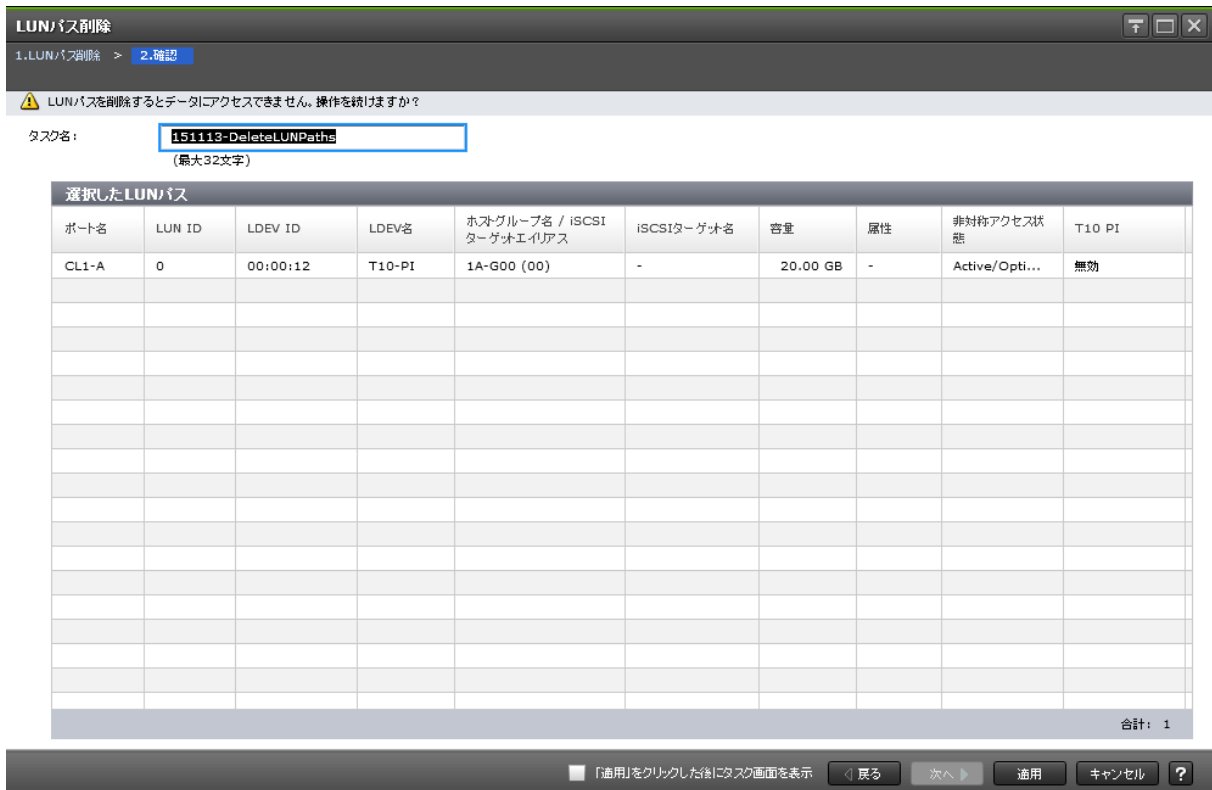 LUNパス削除
1.LUNパス削除 > 2.確認
LUNパスを削除するとデータにアクセスできません。操作を続けますか？
タスク名： 151113-DeleteLUNPaths
(最大32文字)
選択したLUNパス
ポート名 LUN ID LDEV ID LDEV名 ホストグループ名 / iSCSI ターゲットエイリアス iSCSIターゲット名 容量 属性 非対称アクセス状態 T10 PI
CL1-A 0 00:00:12 T10-PI 1A-G00 (00) - 20.00 GB - Active/Opti... 無効
合計: 1
「適用」をクリックした後にタスク画面を表示 戻る 次へ 適用 キャンセル ?